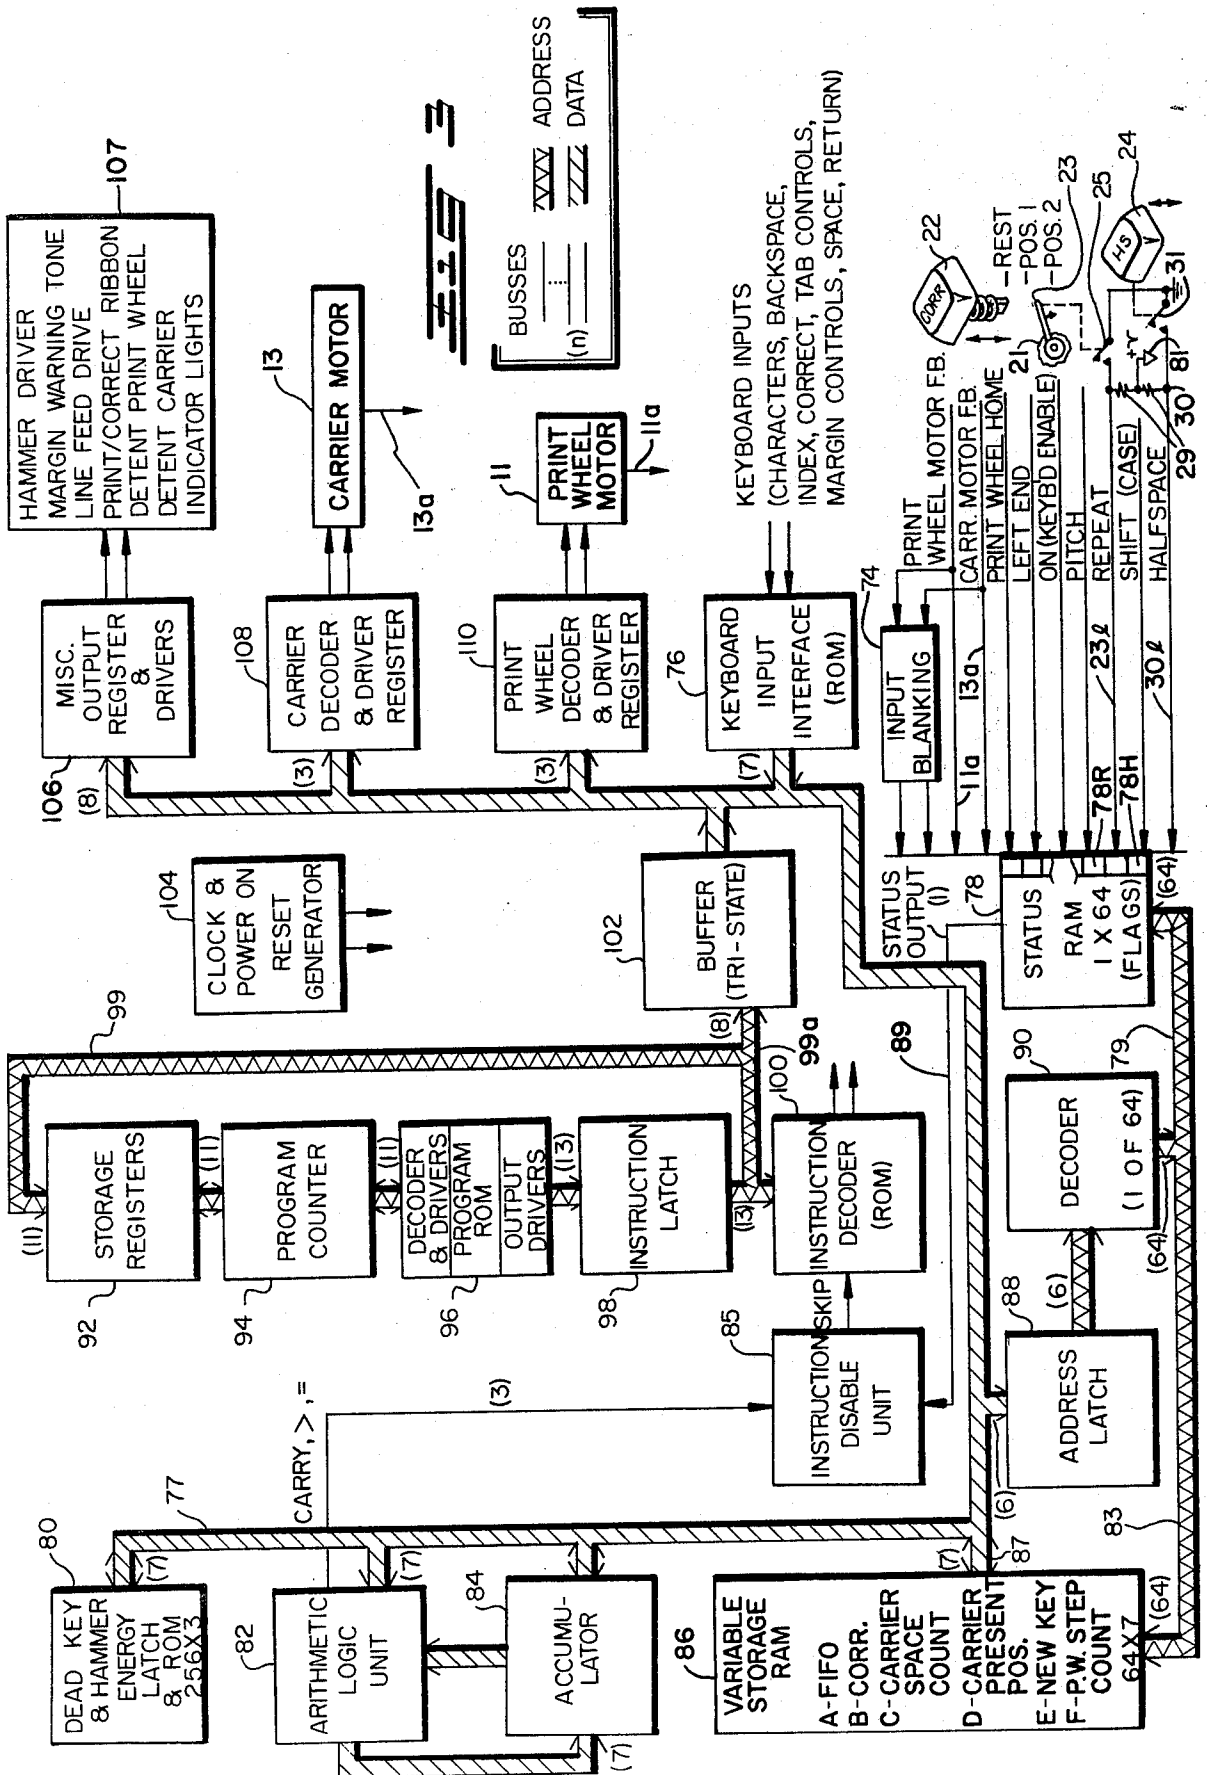 DEAD KEY
& HAMMER
ENERGY
LATCH
& ROM
256X3
80
(7)
77
ARITHMETIC
LOGIC
UNIT
82
(7)
CARRY, >, =
(3)
ACCUMU-
LATOR
84
(7)
86
VARIABLE
STORAGE
RAM
A-FIFO
B-CORR.
C-CARRIER
SPACE
COUNT
D-CARRIER
PRESENT
POS.
E-NEW KEY
F-P.W. STEP
COUNT
64X7
(7)
87
(64)
83
STORAGE
REGISTERS
92
(11)
(11)
PROGRAM
COUNTER
94
(11)
DECODER
& DRIVERS
PROGRAM
ROM
OUTPUT
DRIVERS
96
(13)
INSTRUCTION
LATCH
98
(13)
99
99a
(8)
INSTRUCTION
DECODER
(ROM)
100
SKIP
INSTRUCTION
DISABLE
UNIT
85
89
ADDRESS
LATCH
88
(6)
(6)
DECODER
(1 OF 64)
90
(64)
79
CLOCK &
POWER ON
RESET
GENERATOR
104
BUFFER
(TRI-STATE)
102
STATUS
OUTPUT
(1)
78
STATUS
RAM
1 X 64
(FLAGS)
(64)
78R
78H
MISC.
OUTPUT
REGISTER
&
DRIVERS
106
(8)
HAMMER DRIVER
MARGIN WARNING TONE
LINE FEED DRIVE
PRINT/CORRECT RIBBON
DETENT PRINT WHEEL
DETENT CARRIER
INDICATOR LIGHTS
107
CARRIER
DECODER
& DRIVER
REGISTER
108
(3)
CARRIER MOTOR
13
13a
PRINT
WHEEL
DECODER
& DRIVER
REGISTER
110
(3)
PRINT
WHEEL
MOTOR
11
11a
KEYBOARD
INPUT
INTERFACE
(ROM)
76
(7)
KEYBOARD INPUTS
(CHARACTERS, BACKSPACE,
INDEX, CORRECT, TAB CONTROLS,
MARGIN CONTROLS, SPACE, RETURN)
FIG. 3
BUSSES
ADDRESS
DATA
(n)
INPUT
BLANKING
74
PRINT
WHEEL MOTOR F.B.
11a
CARR. MOTOR F.B.
13a
PRINT WHEEL HOME
LEFT END
ON (KEYB'D ENABLE)
PITCH
REPEAT
23l
SHIFT (CASE)
HALFSPACE
30l
CORR
22
REST
POS. 1
POS. 2
21
23
25
HS
24
+v
29
30
81
31